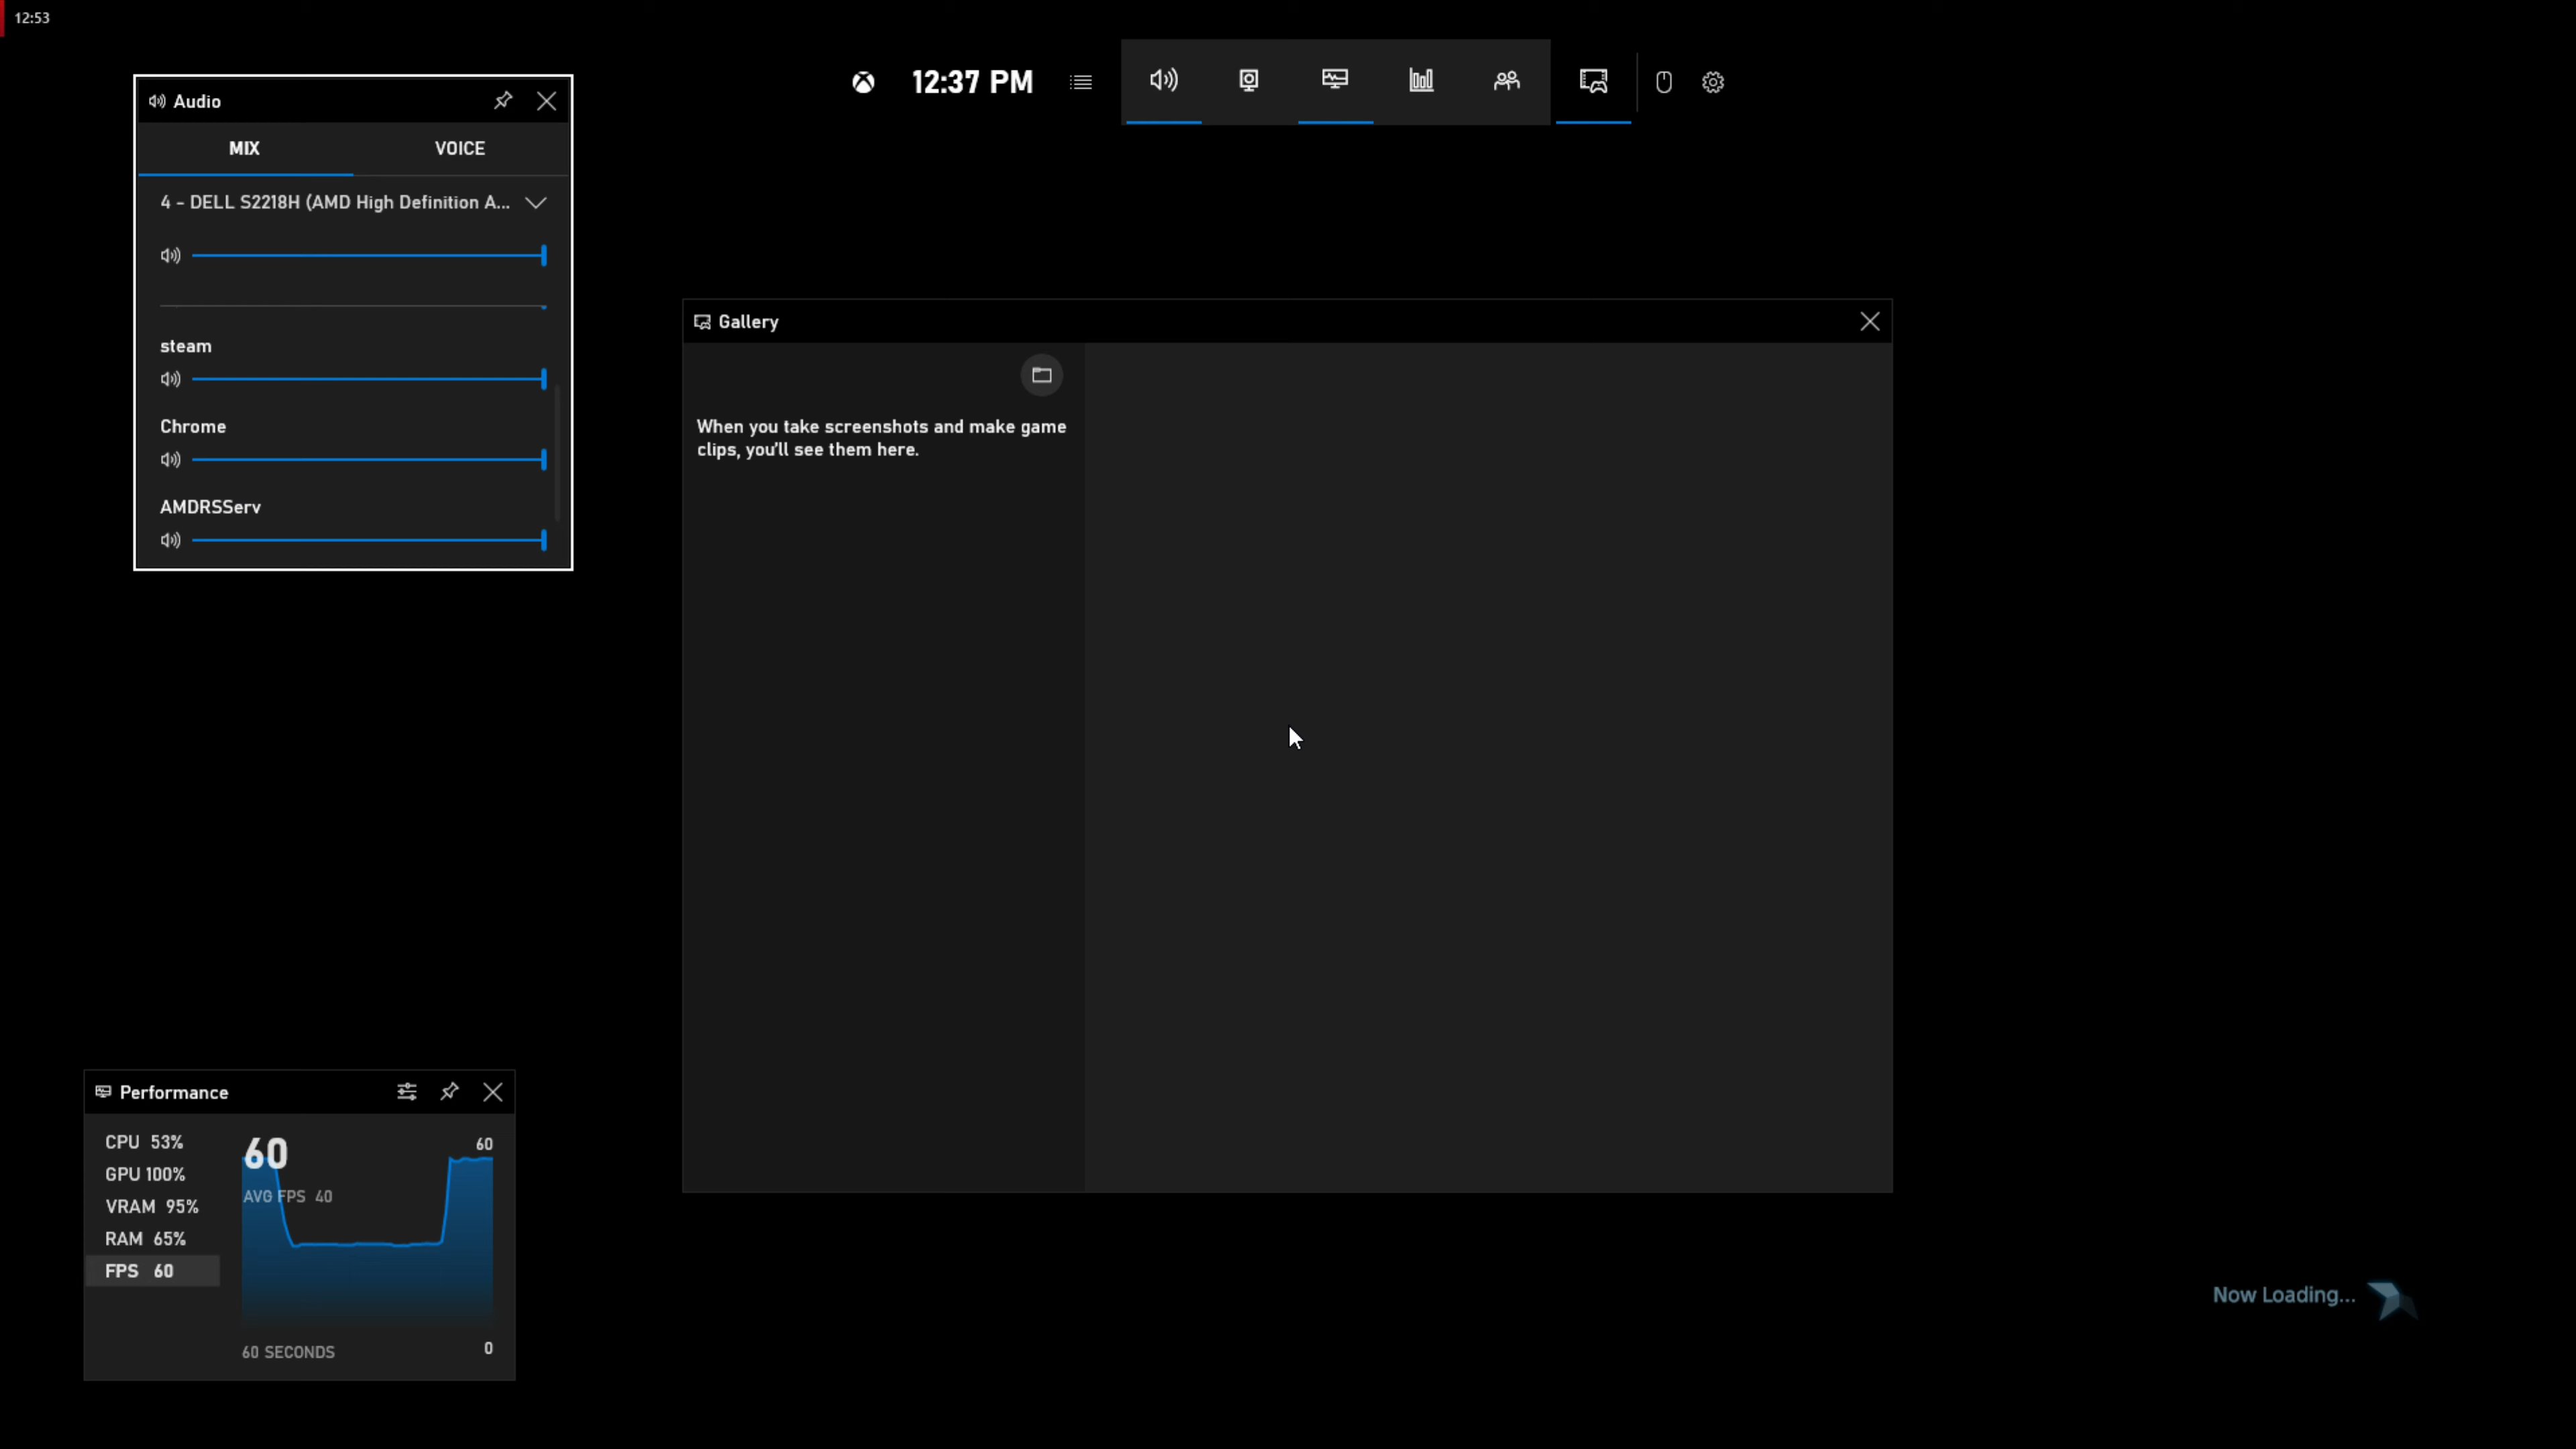 12:53
12:37 PM
Audio
MIX
VOICE
4 - DELL S2218H (AMD High Definition A...
steam
Chrome
AMDRSServ
Gallery
When you take screenshots and make game
clips, you'll see them here.
Performance
CPU 53%
GPU 100%
VRAM 95%
RAM 65%
FPS 60
60
60
AVG FPS 40
60 SECONDS
0
Now Loading...